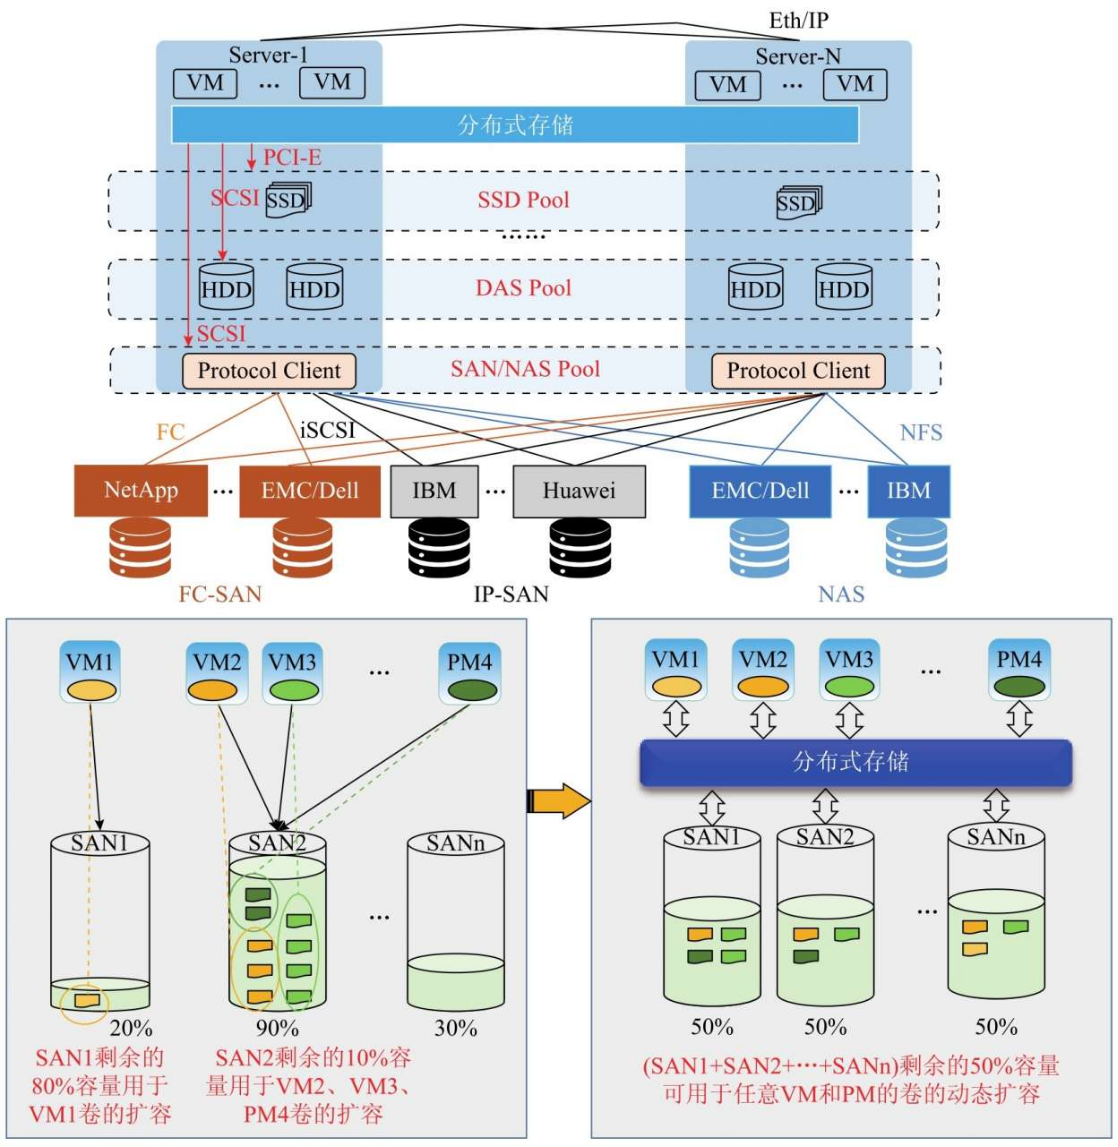 Eth/IP
Server-1
Server-N
VM … VM
VM … VM
分布式存储
PCI-E
SCSI
SSD
SSD Pool
SSD
……
HDD HDD
DAS Pool
HDD HDD
SCSI
Protocol Client
SAN/NAS Pool
Protocol Client
FC
iSCSI
NFS
NetApp … EMC/Dell
IBM … Huawei
EMC/Dell … IBM
FC-SAN
IP-SAN
NAS
VM1 VM2 VM3 … PM4
SAN1 SAN2 SANn
…
20% 90% 30%
SAN1剩余的
80%容量用于
VM1卷的扩容
SAN2剩余的10%容
量用于VM2、VM3、
PM4卷的扩容
VM1 VM2 VM3 … PM4
分布式存储
SAN1 SAN2 SANn
…
50% 50% 50%
(SAN1+SAN2+···+SANn)剩余的50%容量
可用于任意VM和PM的卷的动态扩容